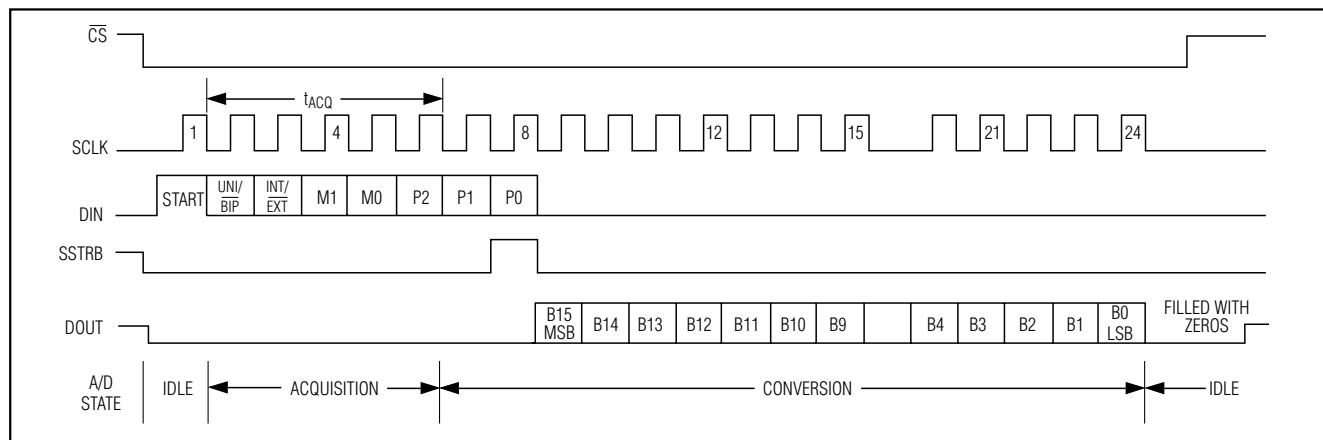 CS
tACQ
SCLK 1 4 8 12 15 21 24
DIN START UNI/BIP INT/EXT M1 M0 P2 P1 P0
SSTRB
DOUT B15 MSB B14 B13 B12 B11 B10 B9 B4 B3 B2 B1 B0 LSB FILLED WITH ZEROS
A/D STATE IDLE ACQUISITION CONVERSION IDLE